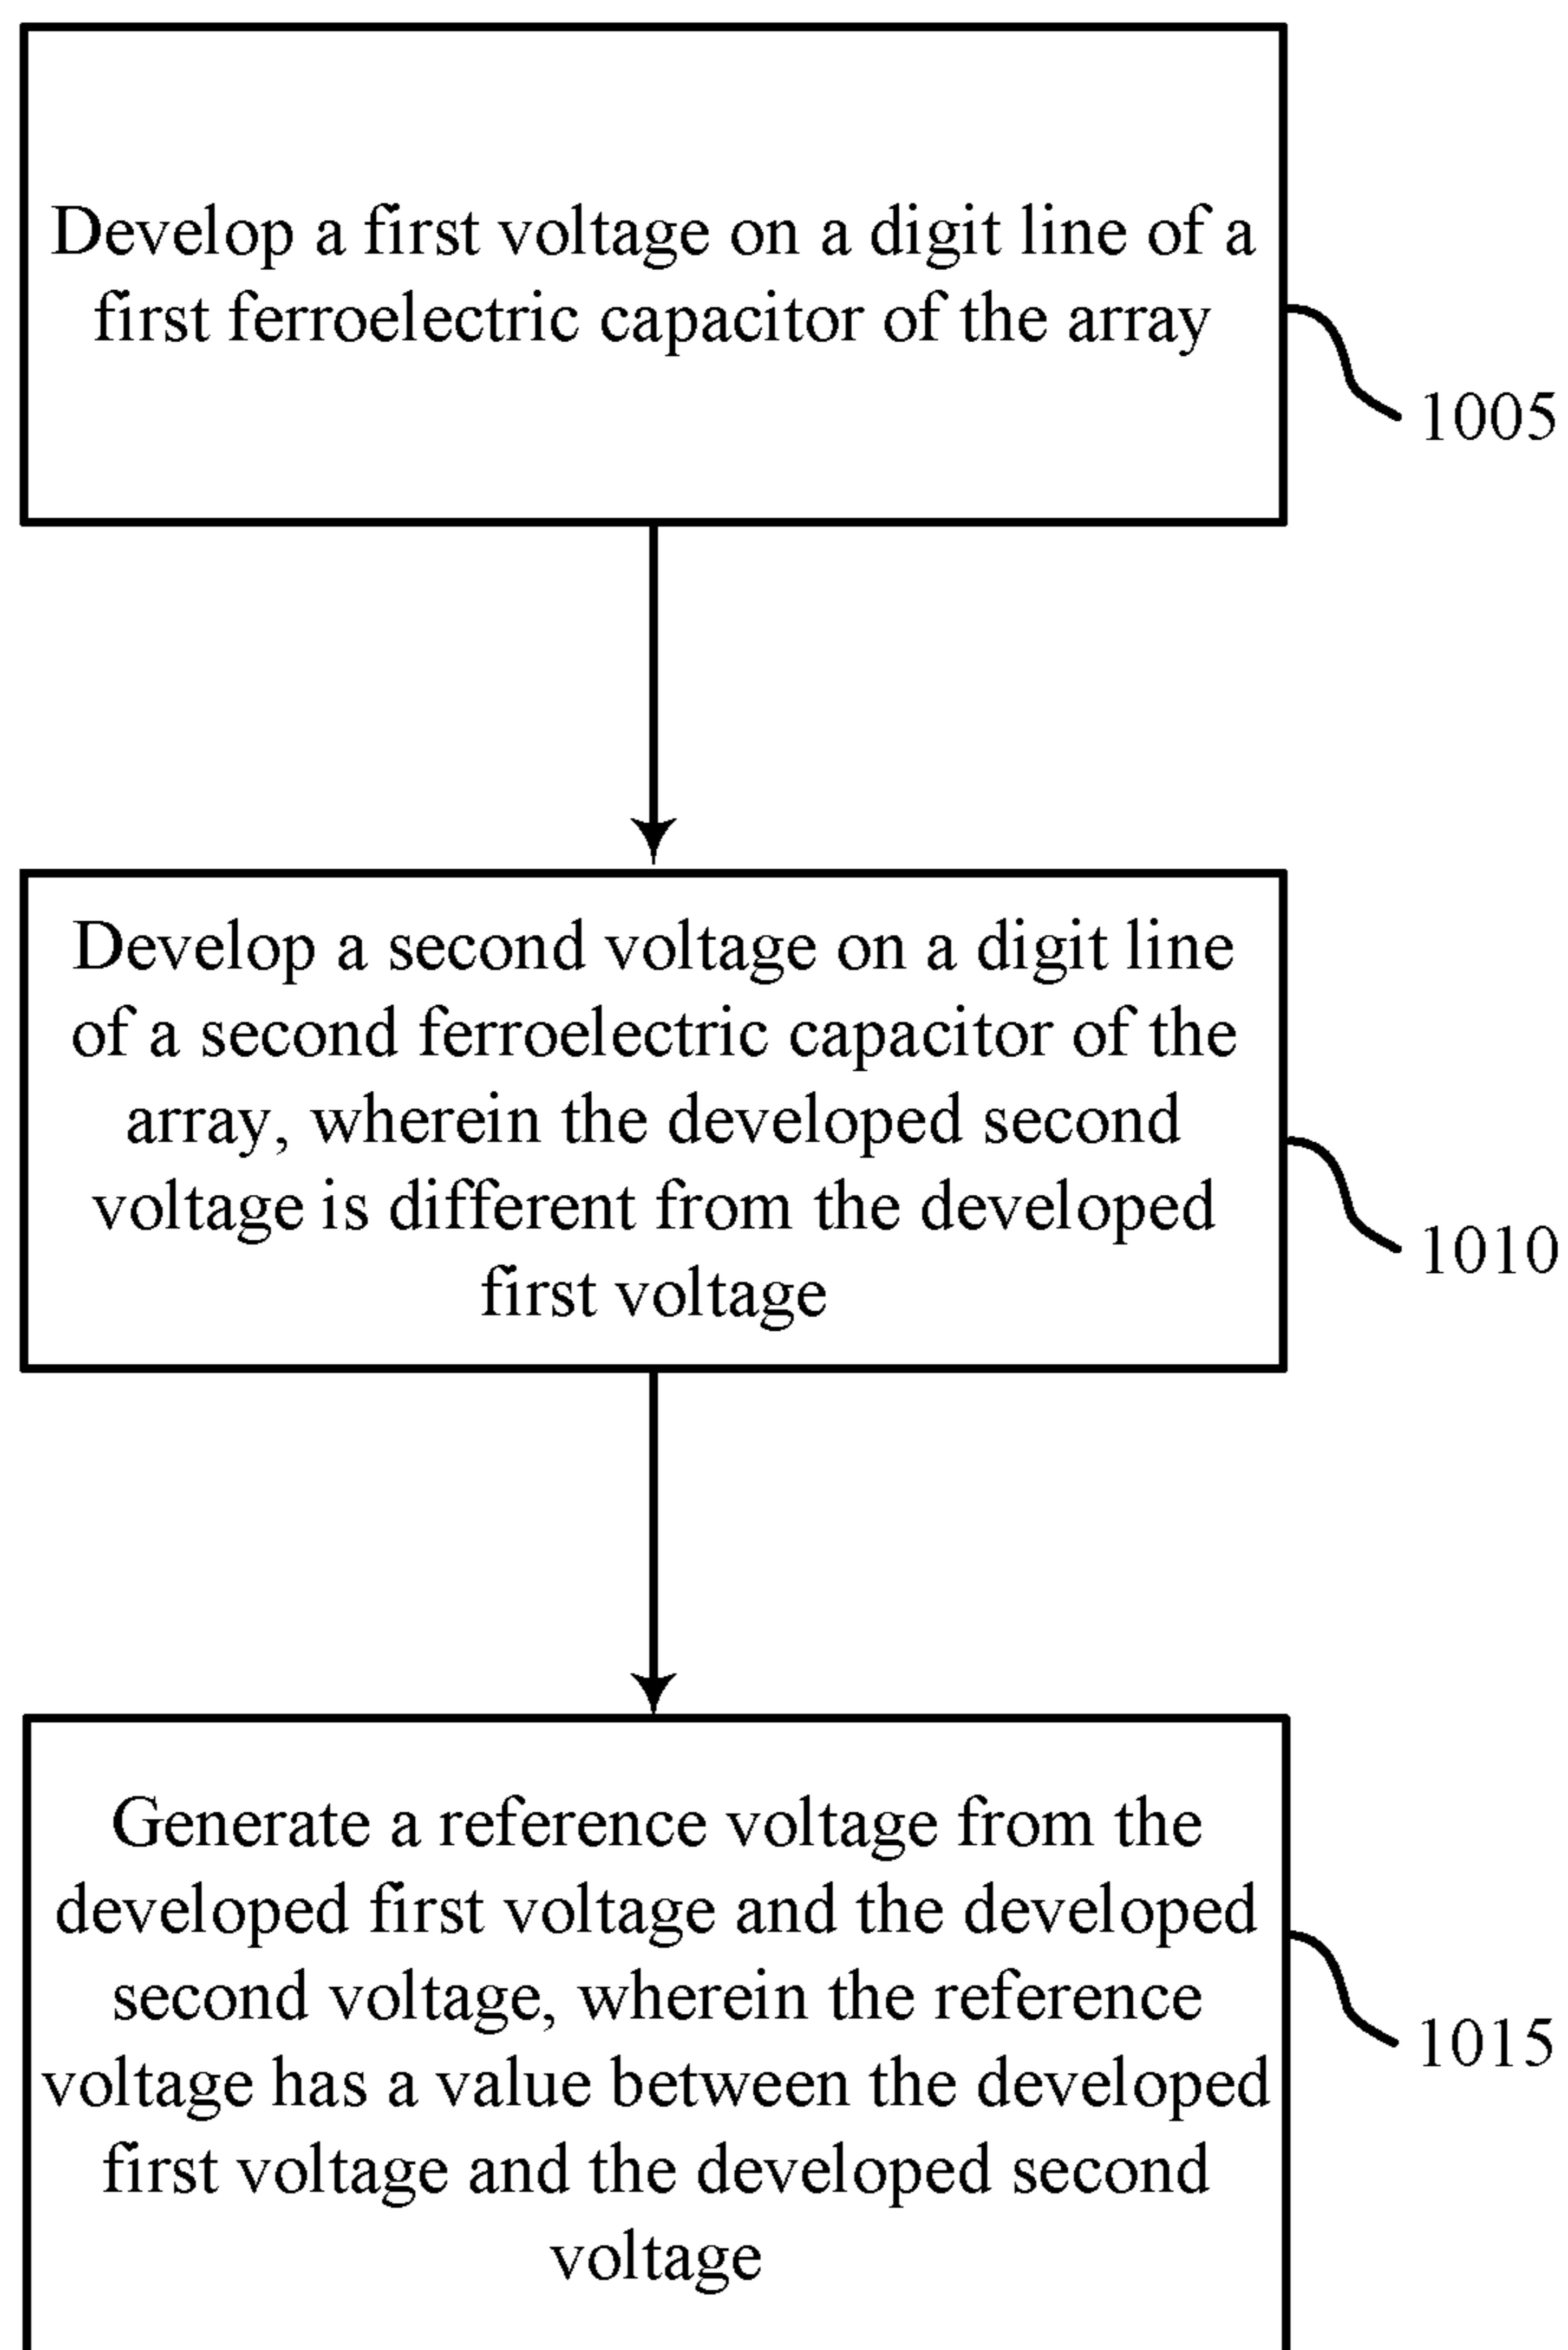 Develop a first voltage on a digit line of a
first ferroelectric capacitor of the array
1005
Develop a second voltage on a digit line
of a second ferroelectric capacitor of the
array, wherein the developed second
voltage is different from the developed
first voltage
1010
Generate a reference voltage from the
developed first voltage and the developed
second voltage, wherein the reference
voltage has a value between the developed
first voltage and the developed second
voltage
1015